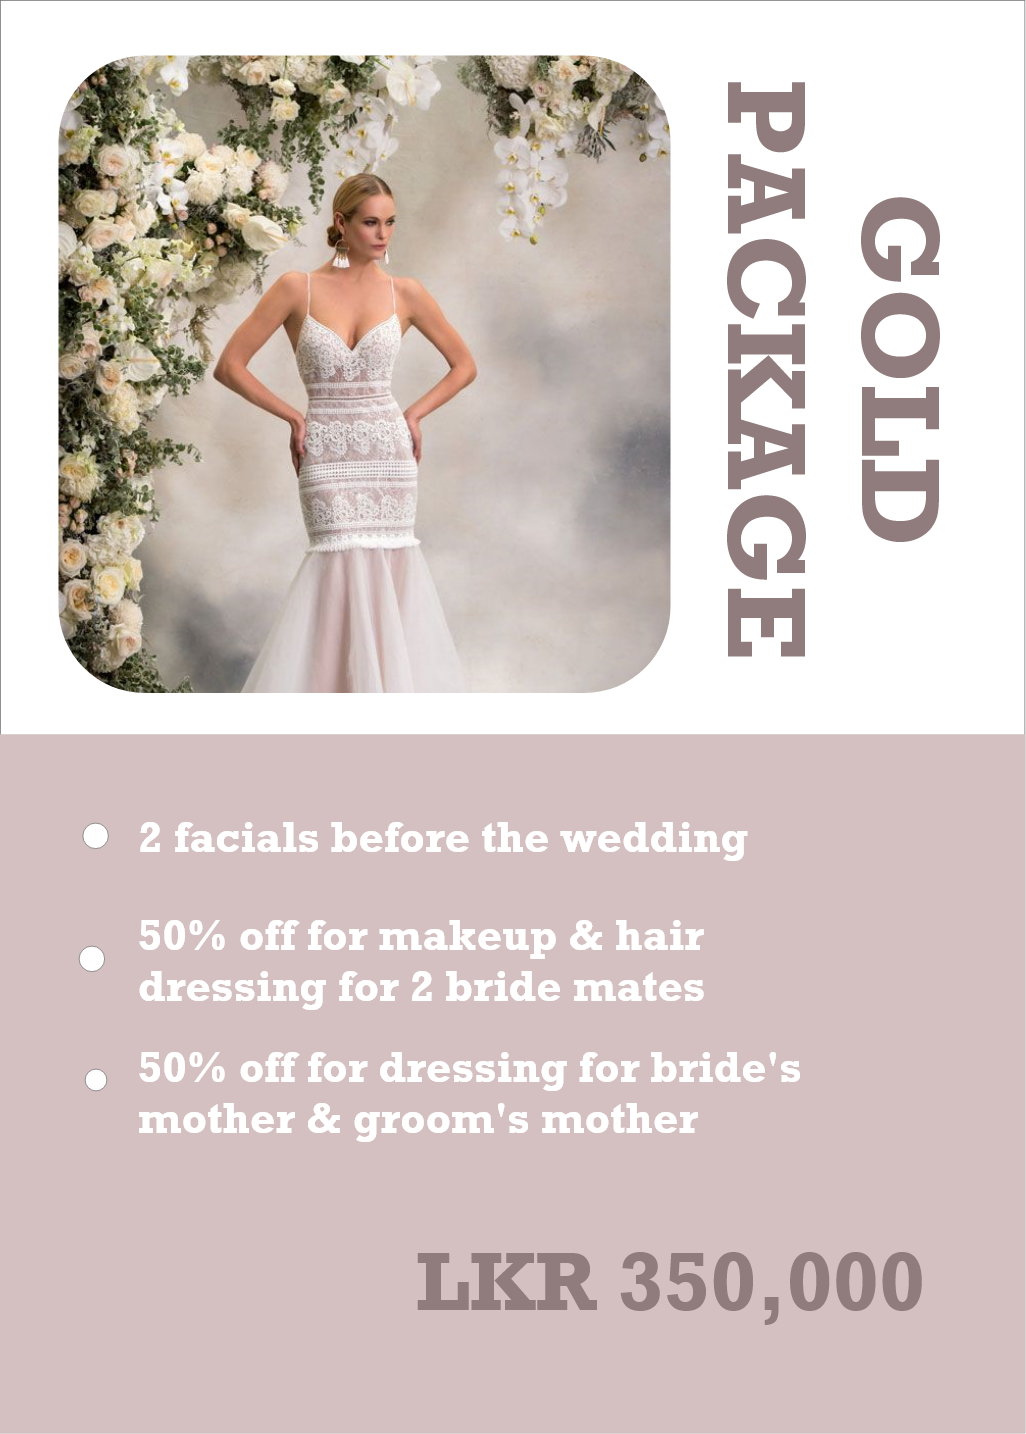 GOLD
PACKAGE
2 facials before the wedding
50% off for makeup & hair
dressing for 2 bride mates
50% off for dressing for bride's
mother & groom's mother
LKR 350,000